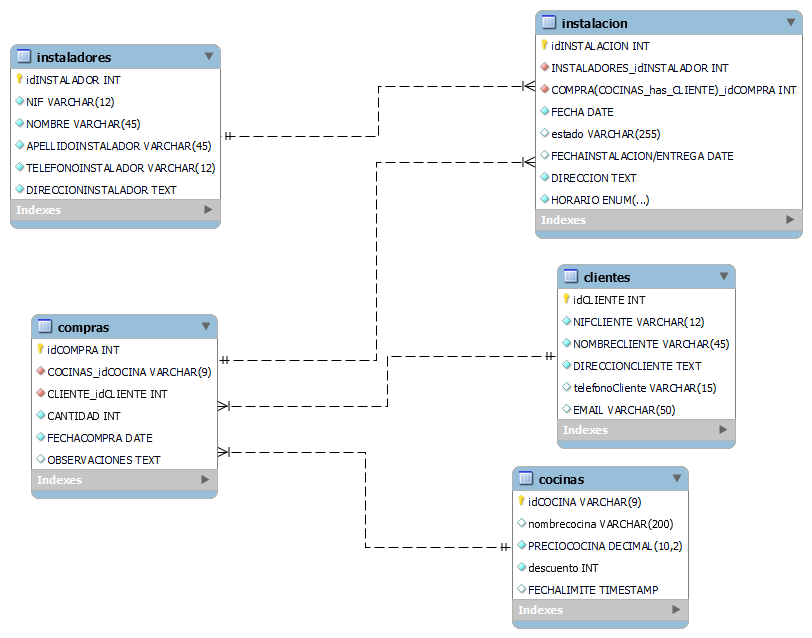 instaladores
idINSTALADOR INT
NIF VARCHAR(12)
NOMBRE VARCHAR(45)
APELLIDOINSTALADOR VARCHAR(45)
TELEFONOINSTALADOR VARCHAR(12)
DIRECCIONINSTALADOR TEXT
Indexes
instalacion
idINSTALACION INT
INSTALADORES_idINSTALADOR INT
COMPRA(COCINAS_has_CLIENTE)_idCOMPRA INT
FECHA DATE
estado VARCHAR(255)
FECHAINSTALACION/ENTREGA DATE
DIRECCION TEXT
HORARIO ENUM(...)
Indexes
compras
idCOMPRA INT
COCINAS_idCOCINA VARCHAR(9)
CLIENTE_idCLIENTE INT
CANTIDAD INT
FECHACOMPRA DATE
OBSERVACIONES TEXT
Indexes
clientes
idCLIENTE INT
NIFCLIENTE VARCHAR(12)
NOMBRECLIENTE VARCHAR(45)
DIRECCIONCLIENTE TEXT
telefonoCliente VARCHAR(15)
EMAIL VARCHAR(50)
Indexes
cocinas
idCOCINA VARCHAR(9)
nombrecocina VARCHAR(200)
PRECIOCOCINA DECIMAL(10,2)
descuento INT
FECHALIMITE TIMESTAMP
Indexes